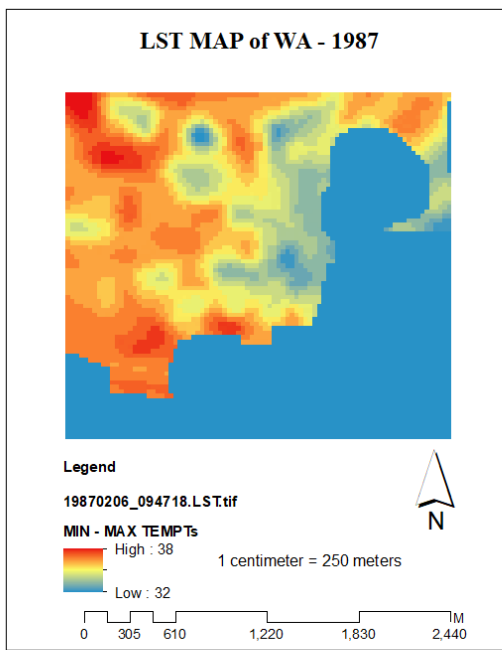 LST MAP of WA - 1987
Legend
19870206_094718.LST.tif
MIN - MAX TEMPTs
High : 38
Low : 32
1 centimeter = 250 meters
N
M
0 305 610 1,220 1,830 2,440